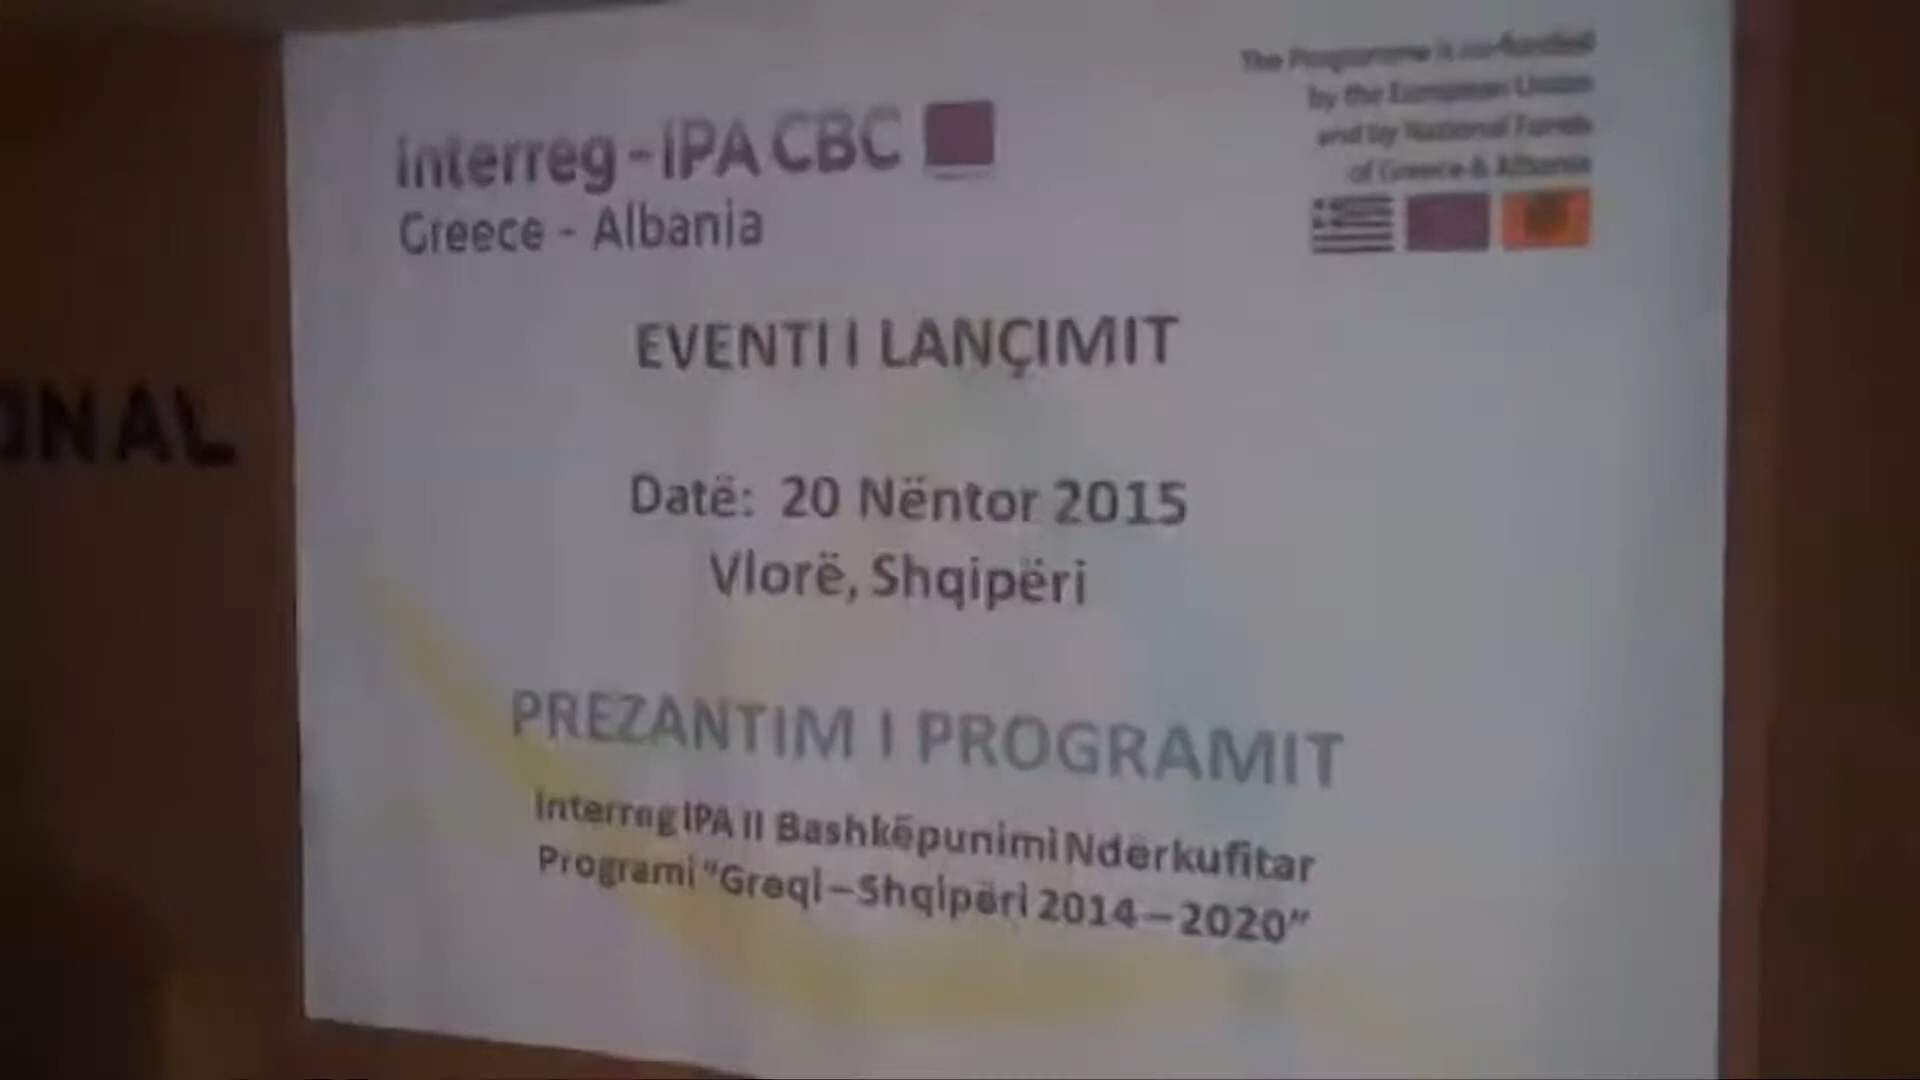 interreg - IPA CBC
Greece - Albania
The Programme is co-funded
by the European Union
and by National Funds
of Greece & Albania
EVENTI I LANÇIMIT
ONAL
Datë: 20 Nëntor 2015
Vlorë, Shqipëri
PREZANTIM I PROGRAMIT
Interreg IPA II Bashkëpunimi Ndërkufitar
Programi "Greqi – Shqipëri 2014 – 2020"